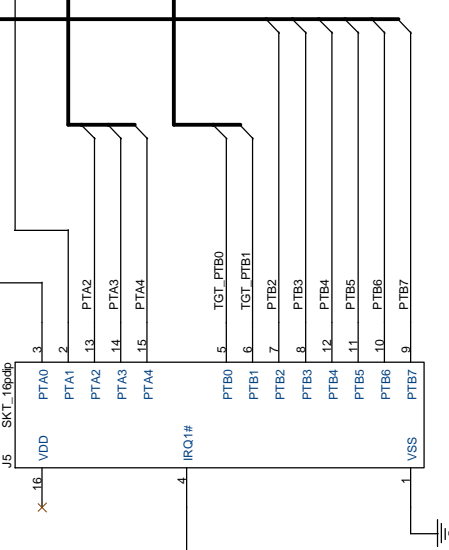 PTA2
PTA3
PTA4
TGT_PTB0
TGT_PTB1
PTB2
PTB3
PTB4
PTB5
PTB6
PTB7
3
2
13
14
15
5
6
7
8
12
11
10
9
SKT_16pdip
PTA0
PTA1
PTA2
PTA3
PTA4
PTB0
PTB1
PTB2
PTB3
PTB4
PTB5
PTB6
PTB7
J5
VDD
IRQ1#
VSS
16
4
1